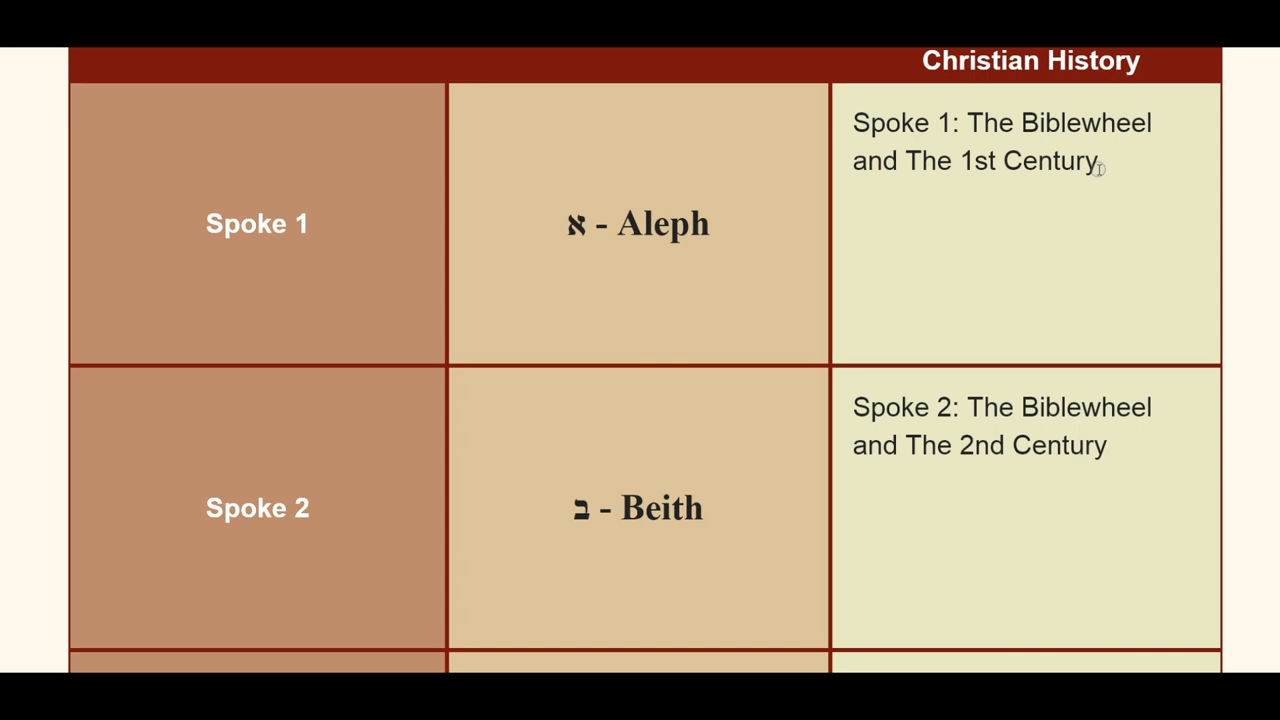 Christian History
Spoke 1
א - Aleph
Spoke 1: The Biblewheel
and The 1st Century
Spoke 2
ב - Beith
Spoke 2: The Biblewheel
and The 2nd Century